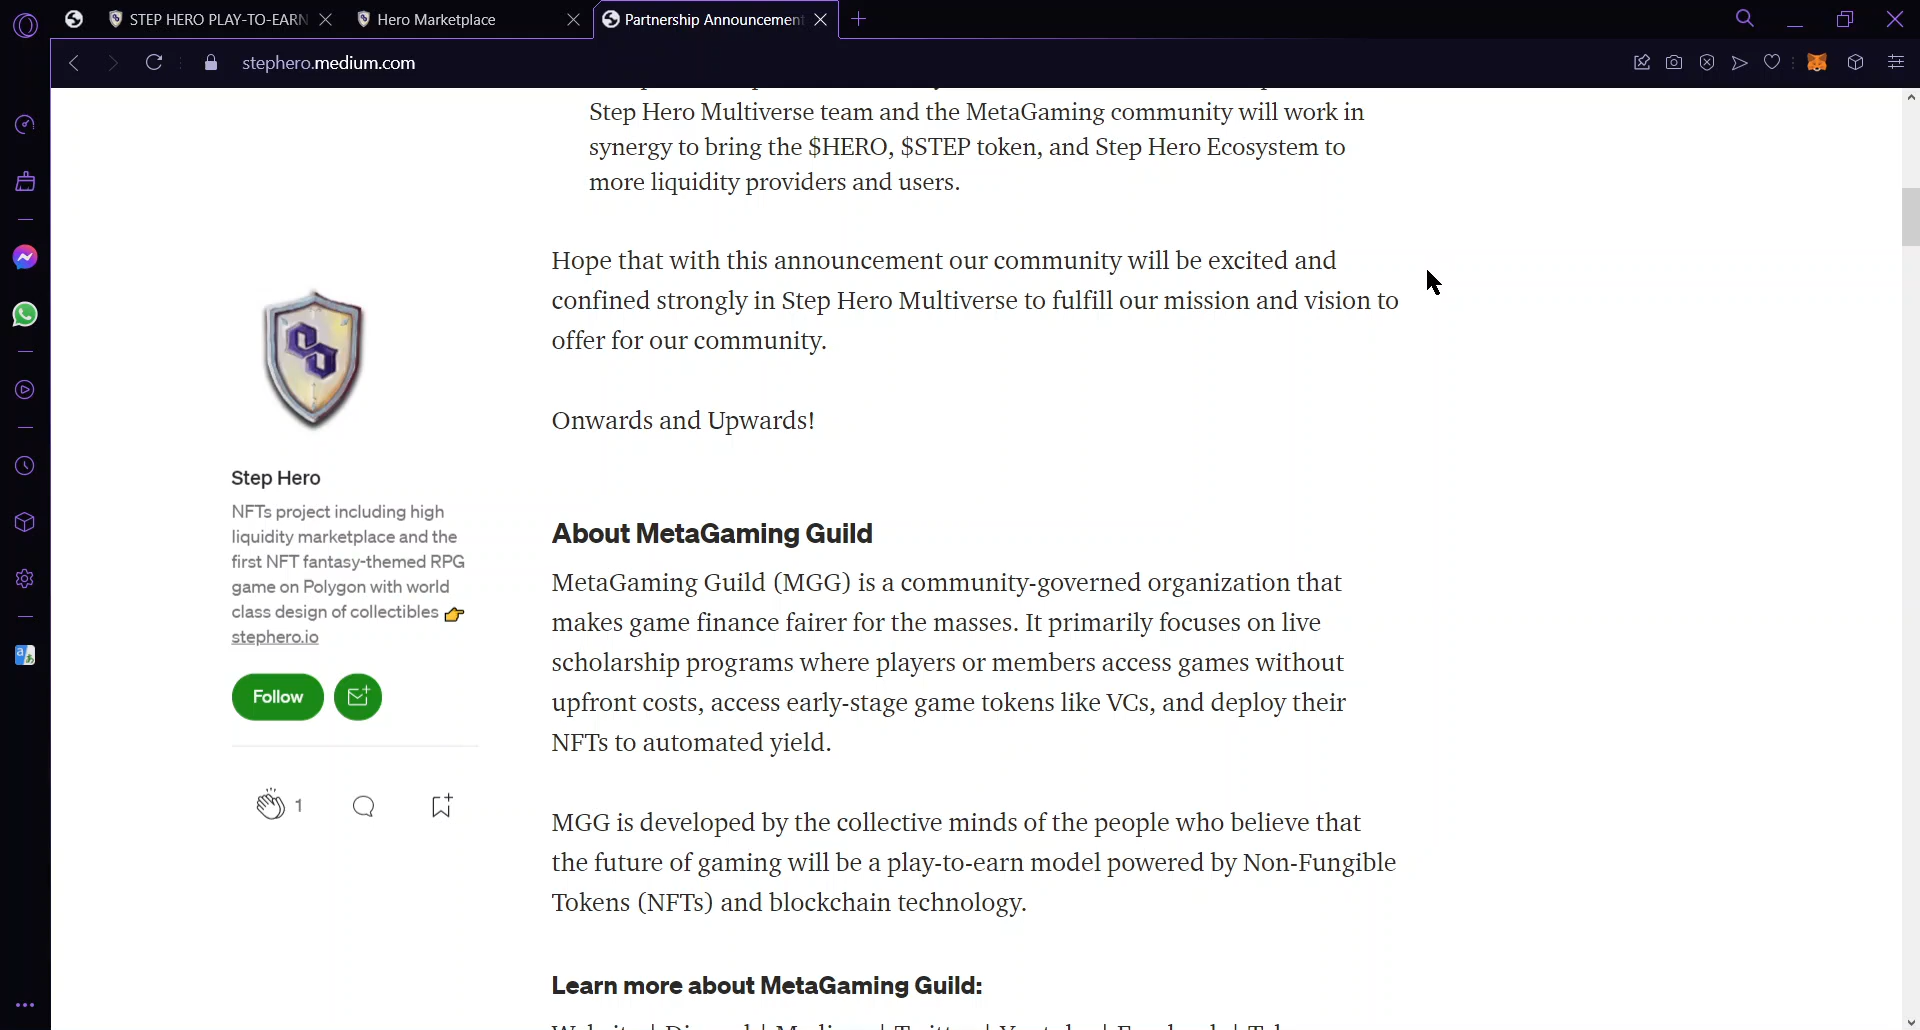 STEP HERO PLAY-TO-EARN
Hero Marketplace
Partnership Announcement
stephero.medium.com
Step Hero Multiverse team and the MetaGaming community will work in
synergy to bring the $HERO, $STEP token, and Step Hero Ecosystem to
more liquidity providers and users.
Hope that with this announcement our community will be excited and
confined strongly in Step Hero Multiverse to fulfill our mission and vision to
offer for our community.
Onwards and Upwards!
Step Hero
NFTs project including high
liquidity marketplace and the
first NFT fantasy-themed RPG
game on Polygon with world
class design of collectibles 👉
stephero.io
Follow
1
About MetaGaming Guild
MetaGaming Guild (MGG) is a community-governed organization that
makes game finance fairer for the masses. It primarily focuses on live
scholarship programs where players or members access games without
upfront costs, access early-stage game tokens like VCs, and deploy their
NFTs to automated yield.
MGG is developed by the collective minds of the people who believe that
the future of gaming will be a play-to-earn model powered by Non-Fungible
Tokens (NFTs) and blockchain technology.
Learn more about MetaGaming Guild: